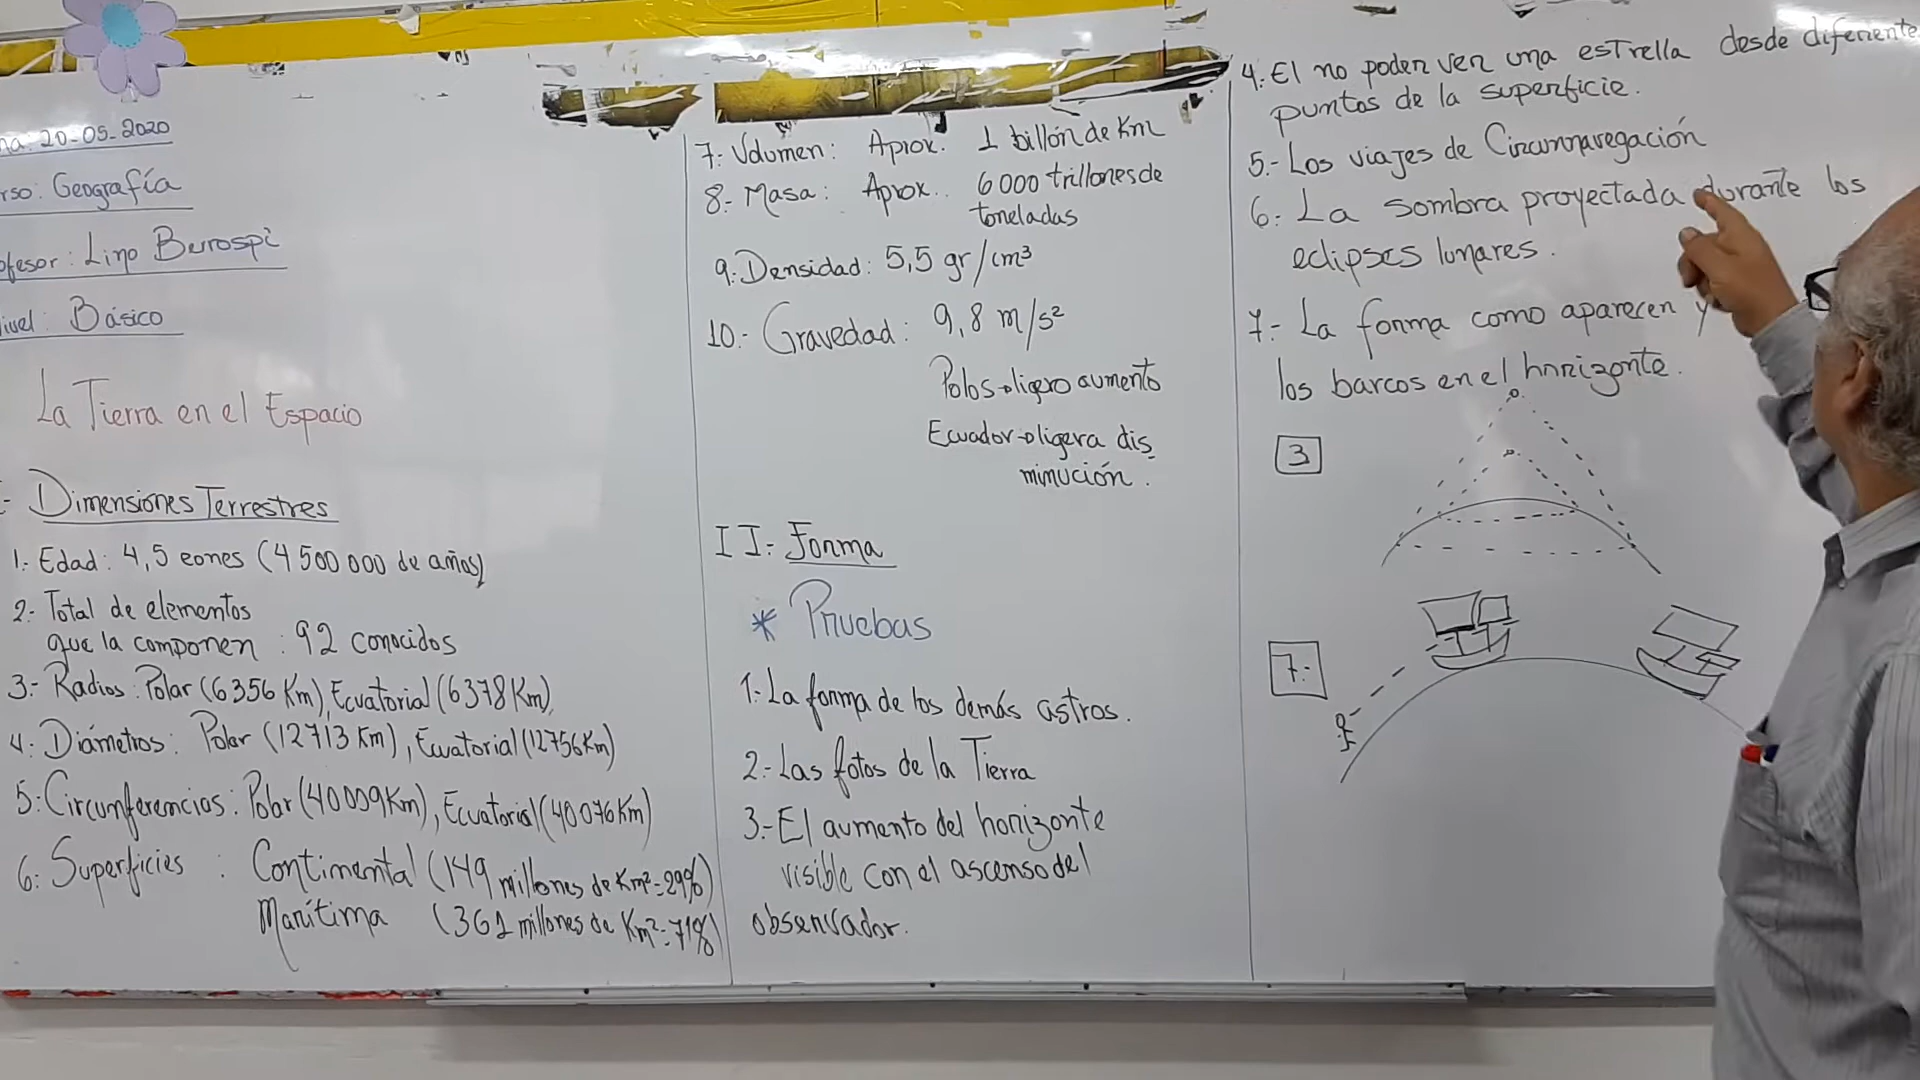 20-05-2020
Geografía
Lino Berrospi
Básico
La Tierra en el Espacio
Dimensiones Terrestres
1.- Edad: 4,5 eones (4 500 000 de años)
2.- Total de elementos
que la componen : 92 conocidos
3.- Radios: Polar (6356 Km), Ecuatorial (6378 Km)
4.- Diámetros: Polar (12713 Km), Ecuatorial (12756 Km)
5.- Circunferencias: Polar (40009 Km), Ecuatorial (40076 Km)
6.- Superficies : Continental (149 millones de Km² = 29%)
Marítima (361 millones de Km² = 71%)
7.- Volumen: Aprox. 1 billón de Km
8.- Masa: Aprox.. 6000 trillones de
toneladas
9.- Densidad: 5,5 gr/cm³
10.- Gravedad: 9,8 m/s²
Polos → ligero aumento
Ecuador → ligera dis
minución.
II.- Forma
* Pruebas
1.- La forma de los demás astros.
2.- Las fotos de la Tierra
3.- El aumento del horizonte
visible con el ascenso del
observador.
4.- El no poder ver una estrella desde diferente
puntos de la superficie.
5.- Los viajes de Circunnavegación
6.- La sombra proyectada durante los
eclipses lunares.
7.- La forma como aparecen y
los barcos en el horizonte.
3
7.-